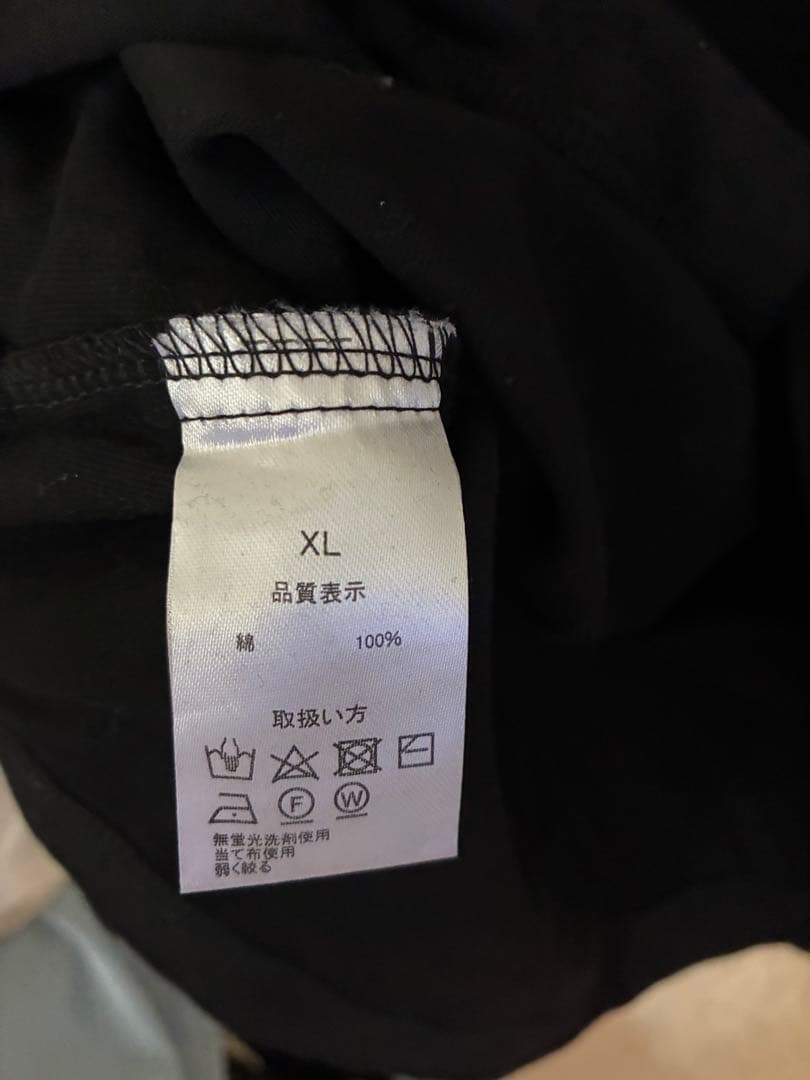 XL
品質表示
綿 100%
取扱い方
F W
無蛍光洗剤使用
当て布使用
弱く絞る